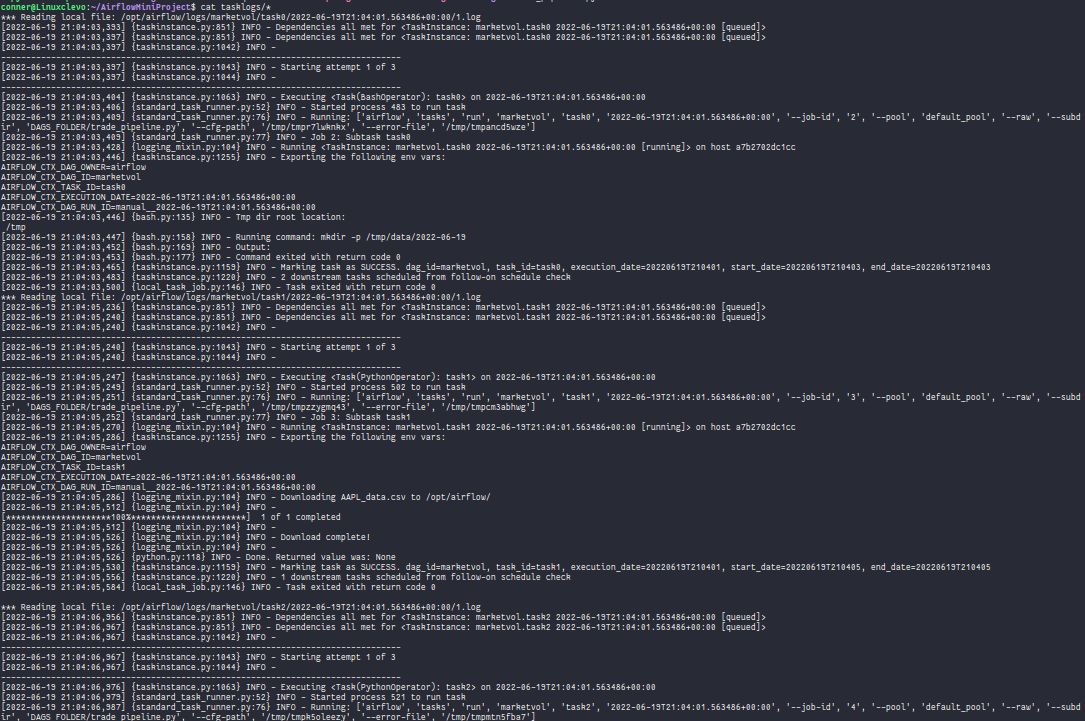 conner@Linuxclevo:~/AirflowMiniProject$ cat tasklogs/*
*** Reading local file: /opt/airflow/logs/marketvol/task0/2022-06-19T21:04:01.563486+00:00/1.log
[2022-06-19 21:04:03,393] {taskinstance.py:851} INFO - Dependencies all met for <TaskInstance: marketvol.task0 2022-06-19T21:04:01.563486+00:00 [queued]>
[2022-06-19 21:04:03,397] {taskinstance.py:851} INFO - Dependencies all met for <TaskInstance: marketvol.task0 2022-06-19T21:04:01.563486+00:00 [queued]>
[2022-06-19 21:04:03,397] {taskinstance.py:1042} INFO -
--------------------------------------------------------------------------------
[2022-06-19 21:04:03,397] {taskinstance.py:1043} INFO - Starting attempt 1 of 3
[2022-06-19 21:04:03,397] {taskinstance.py:1044} INFO -
--------------------------------------------------------------------------------
[2022-06-19 21:04:03,404] {taskinstance.py:1063} INFO - Executing <Task(BashOperator): task0> on 2022-06-19T21:04:01.563486+00:00
[2022-06-19 21:04:03,406] {standard_task_runner.py:52} INFO - Started process 483 to run task
[2022-06-19 21:04:03,409] {standard_task_runner.py:76} INFO - Running: ['airflow', 'tasks', 'run', 'marketvol', 'task0', '2022-06-19T21:04:01.563486+00:00', '--job-id', '2', '--pool', 'default_pool', '--raw', '--subd
ir', 'DAGS_FOLDER/trade_pipeline.py', '--cfg-path', '/tmp/tmpr7lwknkx', '--error-file', '/tmp/tmpancd5wze']
[2022-06-19 21:04:03,409] {standard_task_runner.py:77} INFO - Job 2: Subtask task0
[2022-06-19 21:04:03,428] {logging_mixin.py:104} INFO - Running <TaskInstance: marketvol.task0 2022-06-19T21:04:01.563486+00:00 [running]> on host a7b2702dc1cc
[2022-06-19 21:04:03,446] {taskinstance.py:1255} INFO - Exporting the following env vars:
AIRFLOW_CTX_DAG_OWNER=airflow
AIRFLOW_CTX_DAG_ID=marketvol
AIRFLOW_CTX_TASK_ID=task0
AIRFLOW_CTX_EXECUTION_DATE=2022-06-19T21:04:01.563486+00:00
AIRFLOW_CTX_DAG_RUN_ID=manual__2022-06-19T21:04:01.563486+00:00
[2022-06-19 21:04:03,446] {bash.py:135} INFO - Tmp dir root location:
 /tmp
[2022-06-19 21:04:03,447] {bash.py:158} INFO - Running command: mkdir -p /tmp/data/2022-06-19
[2022-06-19 21:04:03,452] {bash.py:169} INFO - Output:
[2022-06-19 21:04:03,453] {bash.py:177} INFO - Command exited with return code 0
[2022-06-19 21:04:03,465] {taskinstance.py:1159} INFO - Marking task as SUCCESS. dag_id=marketvol, task_id=task0, execution_date=20220619T210401, start_date=20220619T210403, end_date=20220619T210403
[2022-06-19 21:04:03,483] {taskinstance.py:1220} INFO - 2 downstream tasks scheduled from follow-on schedule check
[2022-06-19 21:04:03,500] {local_task_job.py:146} INFO - Task exited with return code 0
*** Reading local file: /opt/airflow/logs/marketvol/task1/2022-06-19T21:04:01.563486+00:00/1.log
[2022-06-19 21:04:05,236] {taskinstance.py:851} INFO - Dependencies all met for <TaskInstance: marketvol.task1 2022-06-19T21:04:01.563486+00:00 [queued]>
[2022-06-19 21:04:05,240] {taskinstance.py:851} INFO - Dependencies all met for <TaskInstance: marketvol.task1 2022-06-19T21:04:01.563486+00:00 [queued]>
[2022-06-19 21:04:05,240] {taskinstance.py:1042} INFO -
--------------------------------------------------------------------------------
[2022-06-19 21:04:05,240] {taskinstance.py:1043} INFO - Starting attempt 1 of 3
[2022-06-19 21:04:05,240] {taskinstance.py:1044} INFO -
--------------------------------------------------------------------------------
[2022-06-19 21:04:05,247] {taskinstance.py:1063} INFO - Executing <Task(PythonOperator): task1> on 2022-06-19T21:04:01.563486+00:00
[2022-06-19 21:04:05,249] {standard_task_runner.py:52} INFO - Started process 502 to run task
[2022-06-19 21:04:05,251] {standard_task_runner.py:76} INFO - Running: ['airflow', 'tasks', 'run', 'marketvol', 'task1', '2022-06-19T21:04:01.563486+00:00', '--job-id', '3', '--pool', 'default_pool', '--raw', '--subd
ir', 'DAGS_FOLDER/trade_pipeline.py', '--cfg-path', '/tmp/tmpzzygmq43', '--error-file', '/tmp/tmpcm3abhwg']
[2022-06-19 21:04:05,252] {standard_task_runner.py:77} INFO - Job 3: Subtask task1
[2022-06-19 21:04:05,270] {logging_mixin.py:104} INFO - Running <TaskInstance: marketvol.task1 2022-06-19T21:04:01.563486+00:00 [running]> on host a7b2702dc1cc
[2022-06-19 21:04:05,286] {taskinstance.py:1255} INFO - Exporting the following env vars:
AIRFLOW_CTX_DAG_OWNER=airflow
AIRFLOW_CTX_DAG_ID=marketvol
AIRFLOW_CTX_TASK_ID=task1
AIRFLOW_CTX_EXECUTION_DATE=2022-06-19T21:04:01.563486+00:00
AIRFLOW_CTX_DAG_RUN_ID=manual__2022-06-19T21:04:01.563486+00:00
[2022-06-19 21:04:05,286] {logging_mixin.py:104} INFO - Downloading AAPL_data.csv to /opt/airflow/
[2022-06-19 21:04:05,512] {logging_mixin.py:104} INFO -
[*********************100%***********************]  1 of 1 completed
[2022-06-19 21:04:05,512] {logging_mixin.py:104} INFO -
[2022-06-19 21:04:05,526] {logging_mixin.py:104} INFO - Download complete!
[2022-06-19 21:04:05,526] {logging_mixin.py:104} INFO -
[2022-06-19 21:04:05,526] {python.py:118} INFO - Done. Returned value was: None
[2022-06-19 21:04:05,530] {taskinstance.py:1159} INFO - Marking task as SUCCESS. dag_id=marketvol, task_id=task1, execution_date=20220619T210401, start_date=20220619T210405, end_date=20220619T210405
[2022-06-19 21:04:05,556] {taskinstance.py:1220} INFO - 1 downstream tasks scheduled from follow-on schedule check
[2022-06-19 21:04:05,584] {local_task_job.py:146} INFO - Task exited with return code 0

*** Reading local file: /opt/airflow/logs/marketvol/task2/2022-06-19T21:04:01.563486+00:00/1.log
[2022-06-19 21:04:06,956] {taskinstance.py:851} INFO - Dependencies all met for <TaskInstance: marketvol.task2 2022-06-19T21:04:01.563486+00:00 [queued]>
[2022-06-19 21:04:06,967] {taskinstance.py:851} INFO - Dependencies all met for <TaskInstance: marketvol.task2 2022-06-19T21:04:01.563486+00:00 [queued]>
[2022-06-19 21:04:06,967] {taskinstance.py:1042} INFO -
--------------------------------------------------------------------------------
[2022-06-19 21:04:06,967] {taskinstance.py:1043} INFO - Starting attempt 1 of 3
[2022-06-19 21:04:06,967] {taskinstance.py:1044} INFO -
--------------------------------------------------------------------------------
[2022-06-19 21:04:06,976] {taskinstance.py:1063} INFO - Executing <Task(PythonOperator): task2> on 2022-06-19T21:04:01.563486+00:00
[2022-06-19 21:04:06,979] {standard_task_runner.py:52} INFO - Started process 521 to run task
[2022-06-19 21:04:06,987] {standard_task_runner.py:76} INFO - Running: ['airflow', 'tasks', 'run', 'marketvol', 'task2', '2022-06-19T21:04:01.563486+00:00', '--job-id', '4', '--pool', 'default_pool', '--raw', '--subd
ir', 'DAGS_FOLDER/trade_pipeline.py', '--cfg-path', '/tmp/tmpk5oleezy', '--error-file', '/tmp/tmpmtn5fba7']